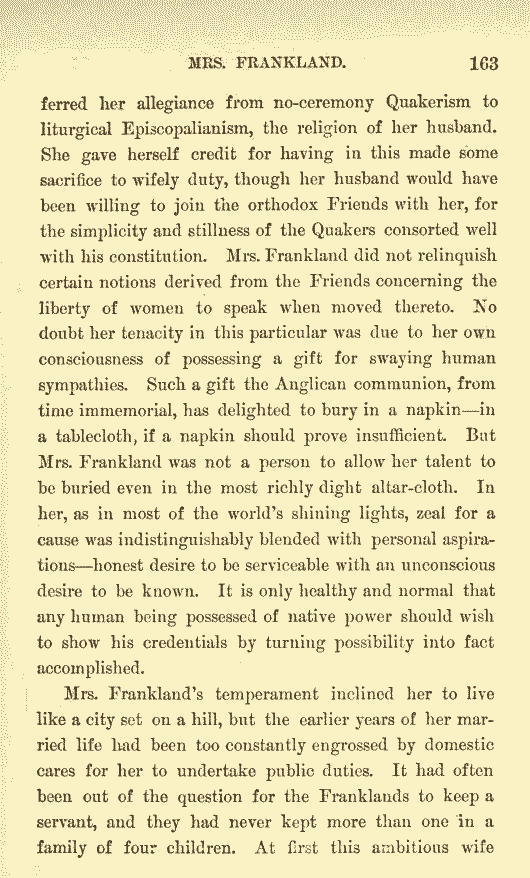 MRS. FRANKLAND. 163
ferred her allegiance from no-ceremony Quakerism to
liturgical Episcopalianism, the religion of her husband.
She gave herself credit for having in this made some
sacrifice to wifely duty, though her husband would have
been willing to join the orthodox Friends with her, for
the simplicity and stillness of the Quakers consorted well
with his constitution. Mrs. Frankland did not relinquish
certain notions derived from the Friends concerning the
liberty of women to speak when moved thereto. No
doubt her tenacity in this particular was due to her own
consciousness of possessing a gift for swaying human
sympathies. Such a gift the Anglican communion, from
time immemorial, has delighted to bury in a napkin—in
a tablecloth, if a napkin should prove insufficient. But
Mrs. Frankland was not a person to allow her talent to
be buried even in the most richly dight altar-cloth. In
her, as in most of the world's shining lights, zeal for a
cause was indistinguishably blended with personal aspira-
tions—honest desire to be serviceable with an unconscious
desire to be known. It is only healthy and normal that
any human being possessed of native power should wish
to show his credentials by turning possibility into fact
accomplished.
Mrs. Frankland's temperament inclined her to live
like a city set on a hill, but the earlier years of her mar-
ried life had been too constantly engrossed by domestic
cares for her to undertake public duties. It had often
been out of the question for the Franklands to keep a
servant, and they had never kept more than one in a
family of four children. At first this ambitious wife